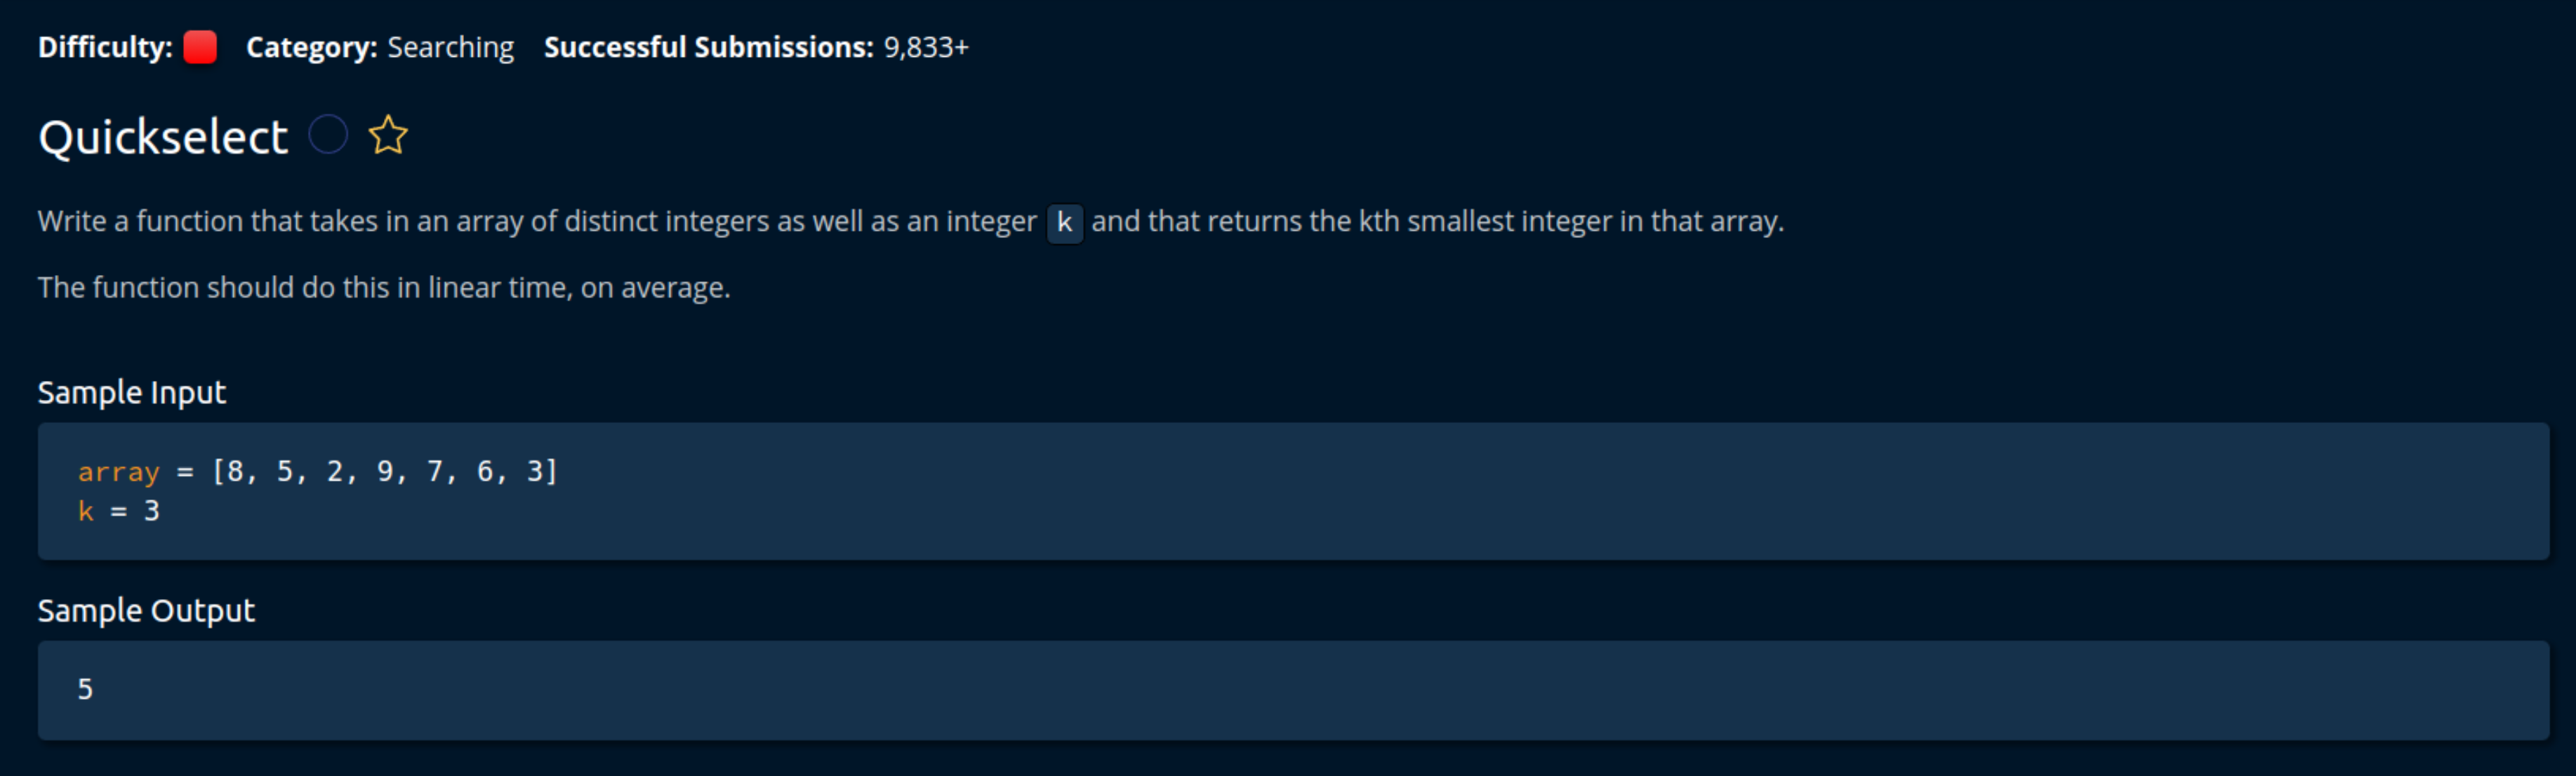 Difficulty: Category: Searching Successful Submissions: 9,833+
Quickselect
Write a function that takes in an array of distinct integers as well as an integer k and that returns the kth smallest integer in that array.
The function should do this in linear time, on average.
Sample Input
array = [8, 5, 2, 9, 7, 6, 3]
k = 3
Sample Output
5